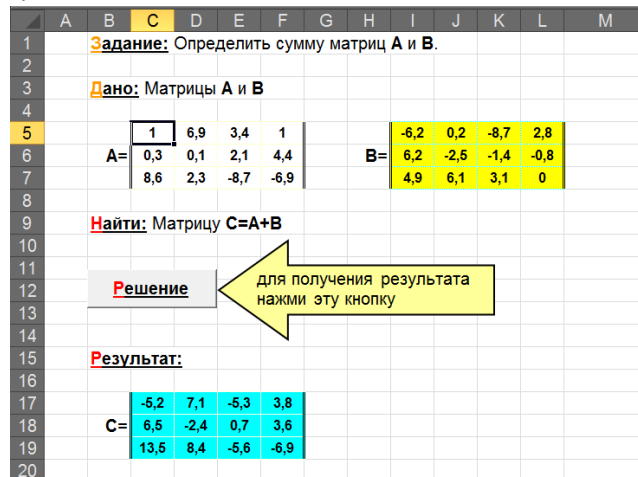 A B C D E F G H I J K L M
1 Задание: Определить сумму матриц А и В.
2
3 Дано: Матрицы А и В
4
5 1 6,9 3,4 1 -6,2 0,2 -8,7 2,8
6 А= 0,3 0,1 2,1 4,4 В= 6,2 -2,5 -1,4 -0,8
7 8,6 2,3 -8,7 -6,9 4,9 6,1 3,1 0
8
9 Найти: Матрицу С=А+В
10
11 для получения результата
12 Решение нажми эту кнопку
13
14
15 Результат:
16
17 -5,2 7,1 -5,3 3,8
18 С= 6,5 -2,4 0,7 3,6
19 13,5 8,4 -5,6 -6,9
20